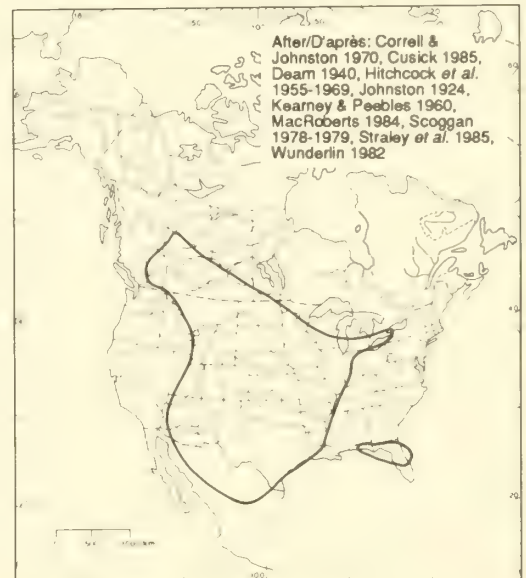 After/D'après: Correll &
Johnston 1970, Cusick 1985,
Deam 1940, Hitchcock et al.
1955-1969, Johnston 1924,
Kearney & Peebles 1960,
MacRoberts 1984, Scoggan
1978-1979, Straley et al. 1985,
Wunderlin 1982